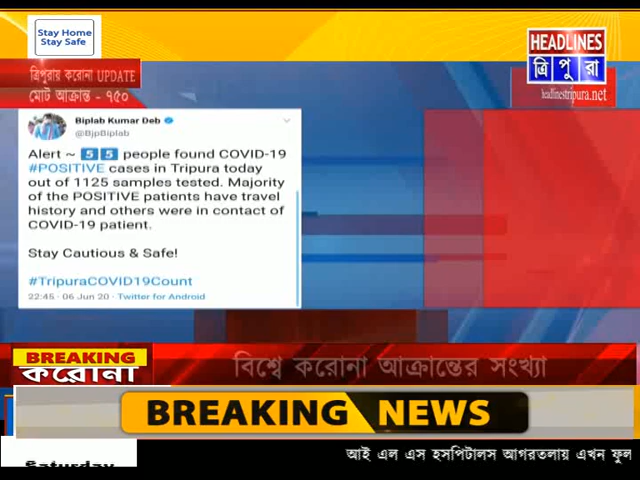 Stay Home
Stay Safe
HEADLINES
ত্রিপুরা
headlinestripura.net
ত্রিপুরায় করোনা UPDATE
মোট আক্রান্ত - ৭৫০
Biplab Kumar Deb
@BjpBiplab
Alert ~ 5 5 people found COVID-19
#POSITIVE cases in Tripura today
out of 1125 samples tested. Majority
of the POSITIVE patients have travel
history and others were in contact of
COVID-19 patient.
Stay Cautious & Safe!
#TripuraCOVID19Count
22:45 · 06 Jun 20 · Twitter for Android
BREAKING
করোনা
বিশ্বে করোনা আক্রান্তের সংখ্যা
BREAKING NEWS
Saturday
আই এল এস হসপিটালস আগরতলায় এখন ফুল